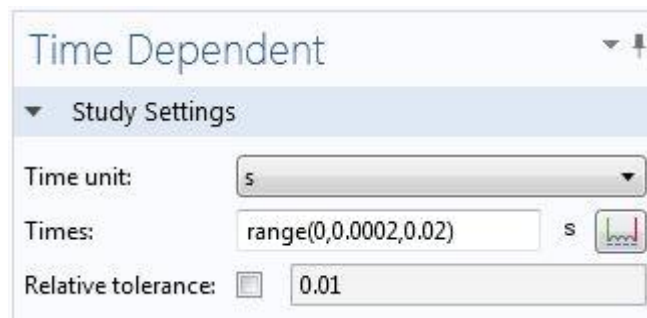 Time Dependent
Study Settings
Time unit: s
Times: range(0,0.0002,0.02) s
Relative tolerance: 0.01